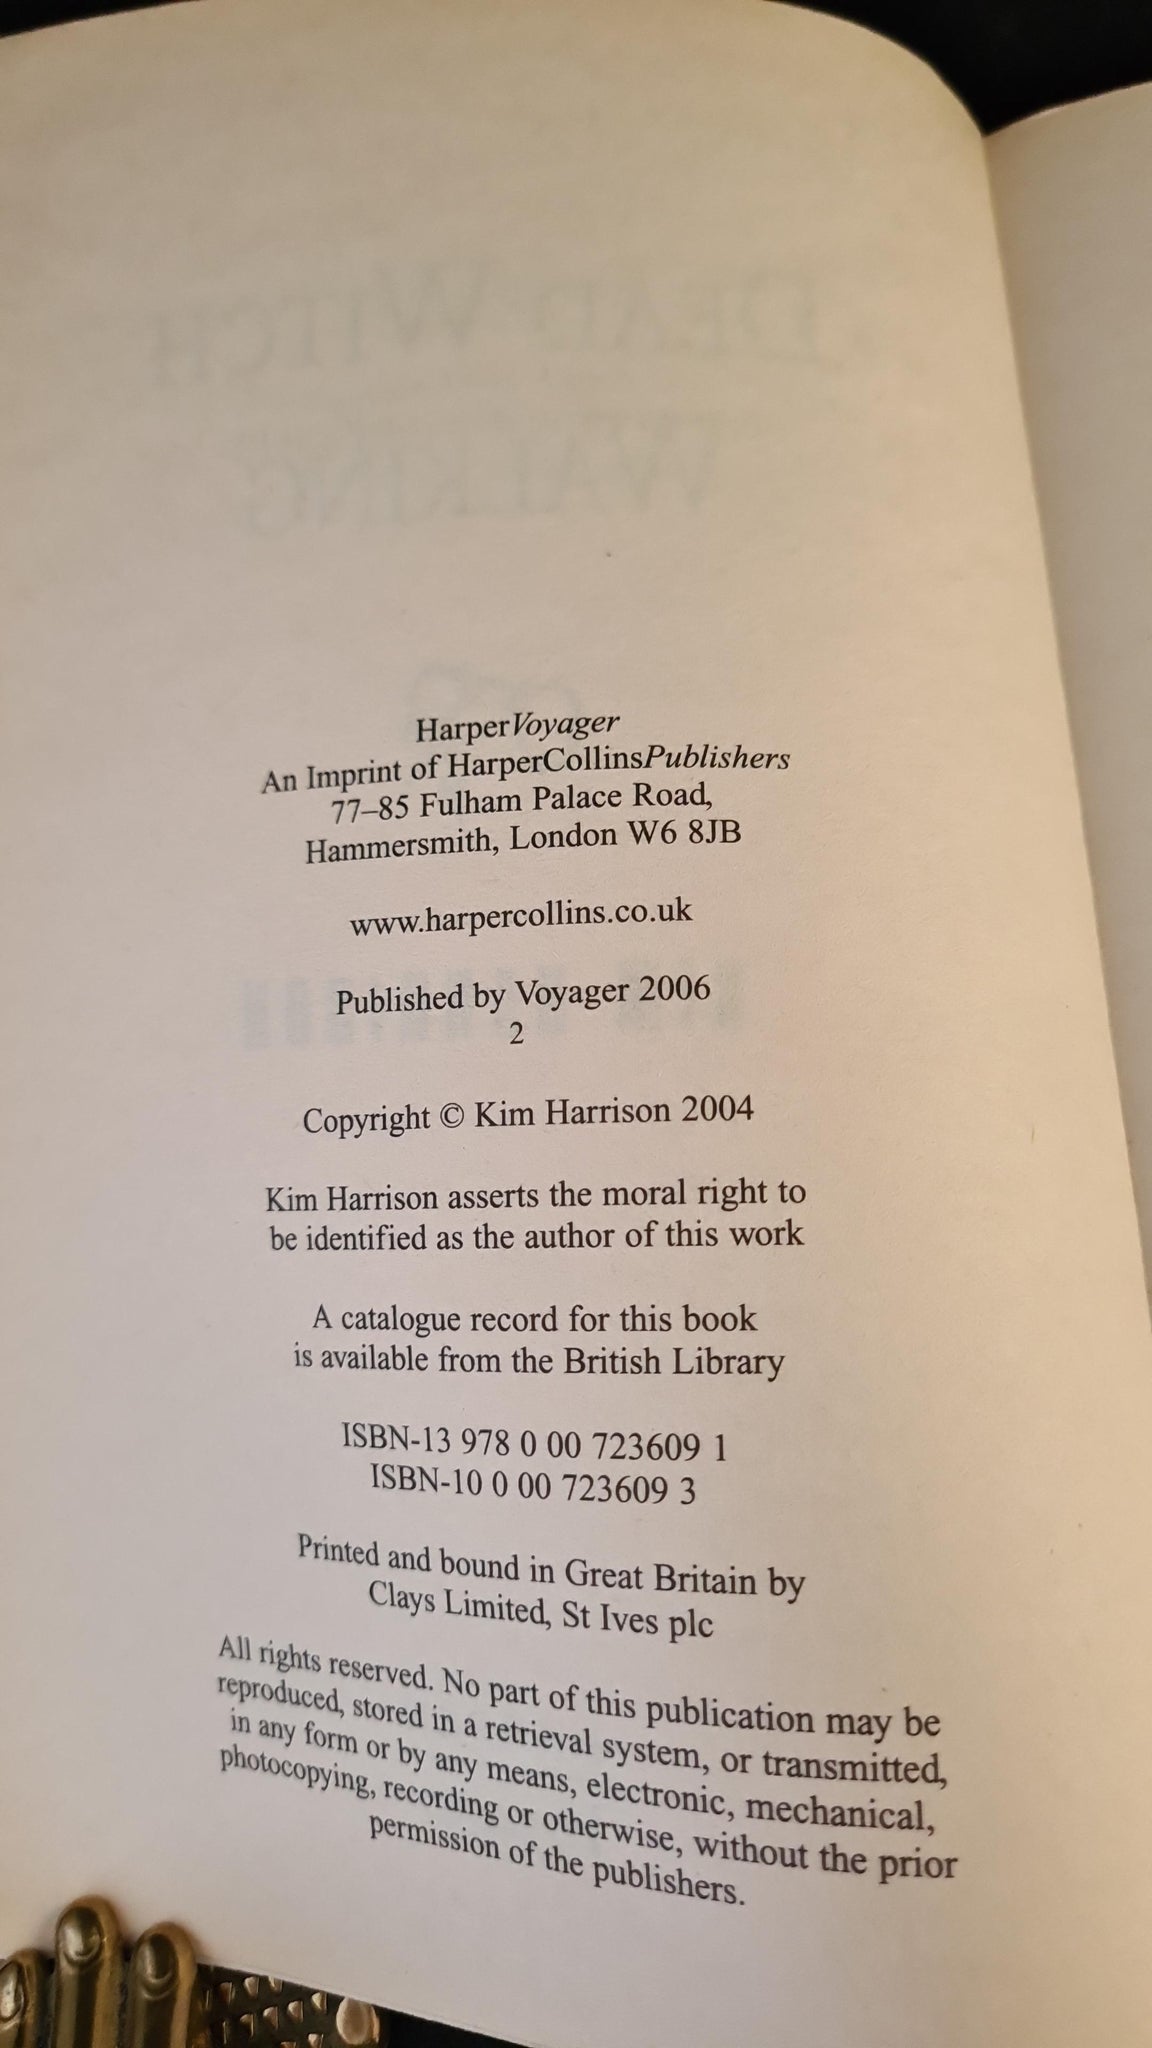 HarperVoyager
An Imprint of HarperCollinsPublishers
77–85 Fulham Palace Road,
Hammersmith, London W6 8JB
www.harpercollins.co.uk
Published by Voyager 2006
2
Copyright © Kim Harrison 2004
Kim Harrison asserts the moral right to
be identified as the author of this work
A catalogue record for this book
is available from the British Library
ISBN-13 978 0 00 723609 1
ISBN-10 0 00 723609 3
Printed and bound in Great Britain by
Clays Limited, St Ives plc
All rights reserved. No part of this publication may be
reproduced, stored in a retrieval system, or transmitted,
in any form or by any means, electronic, mechanical,
photocopying, recording or otherwise, without the prior
permission of the publishers.